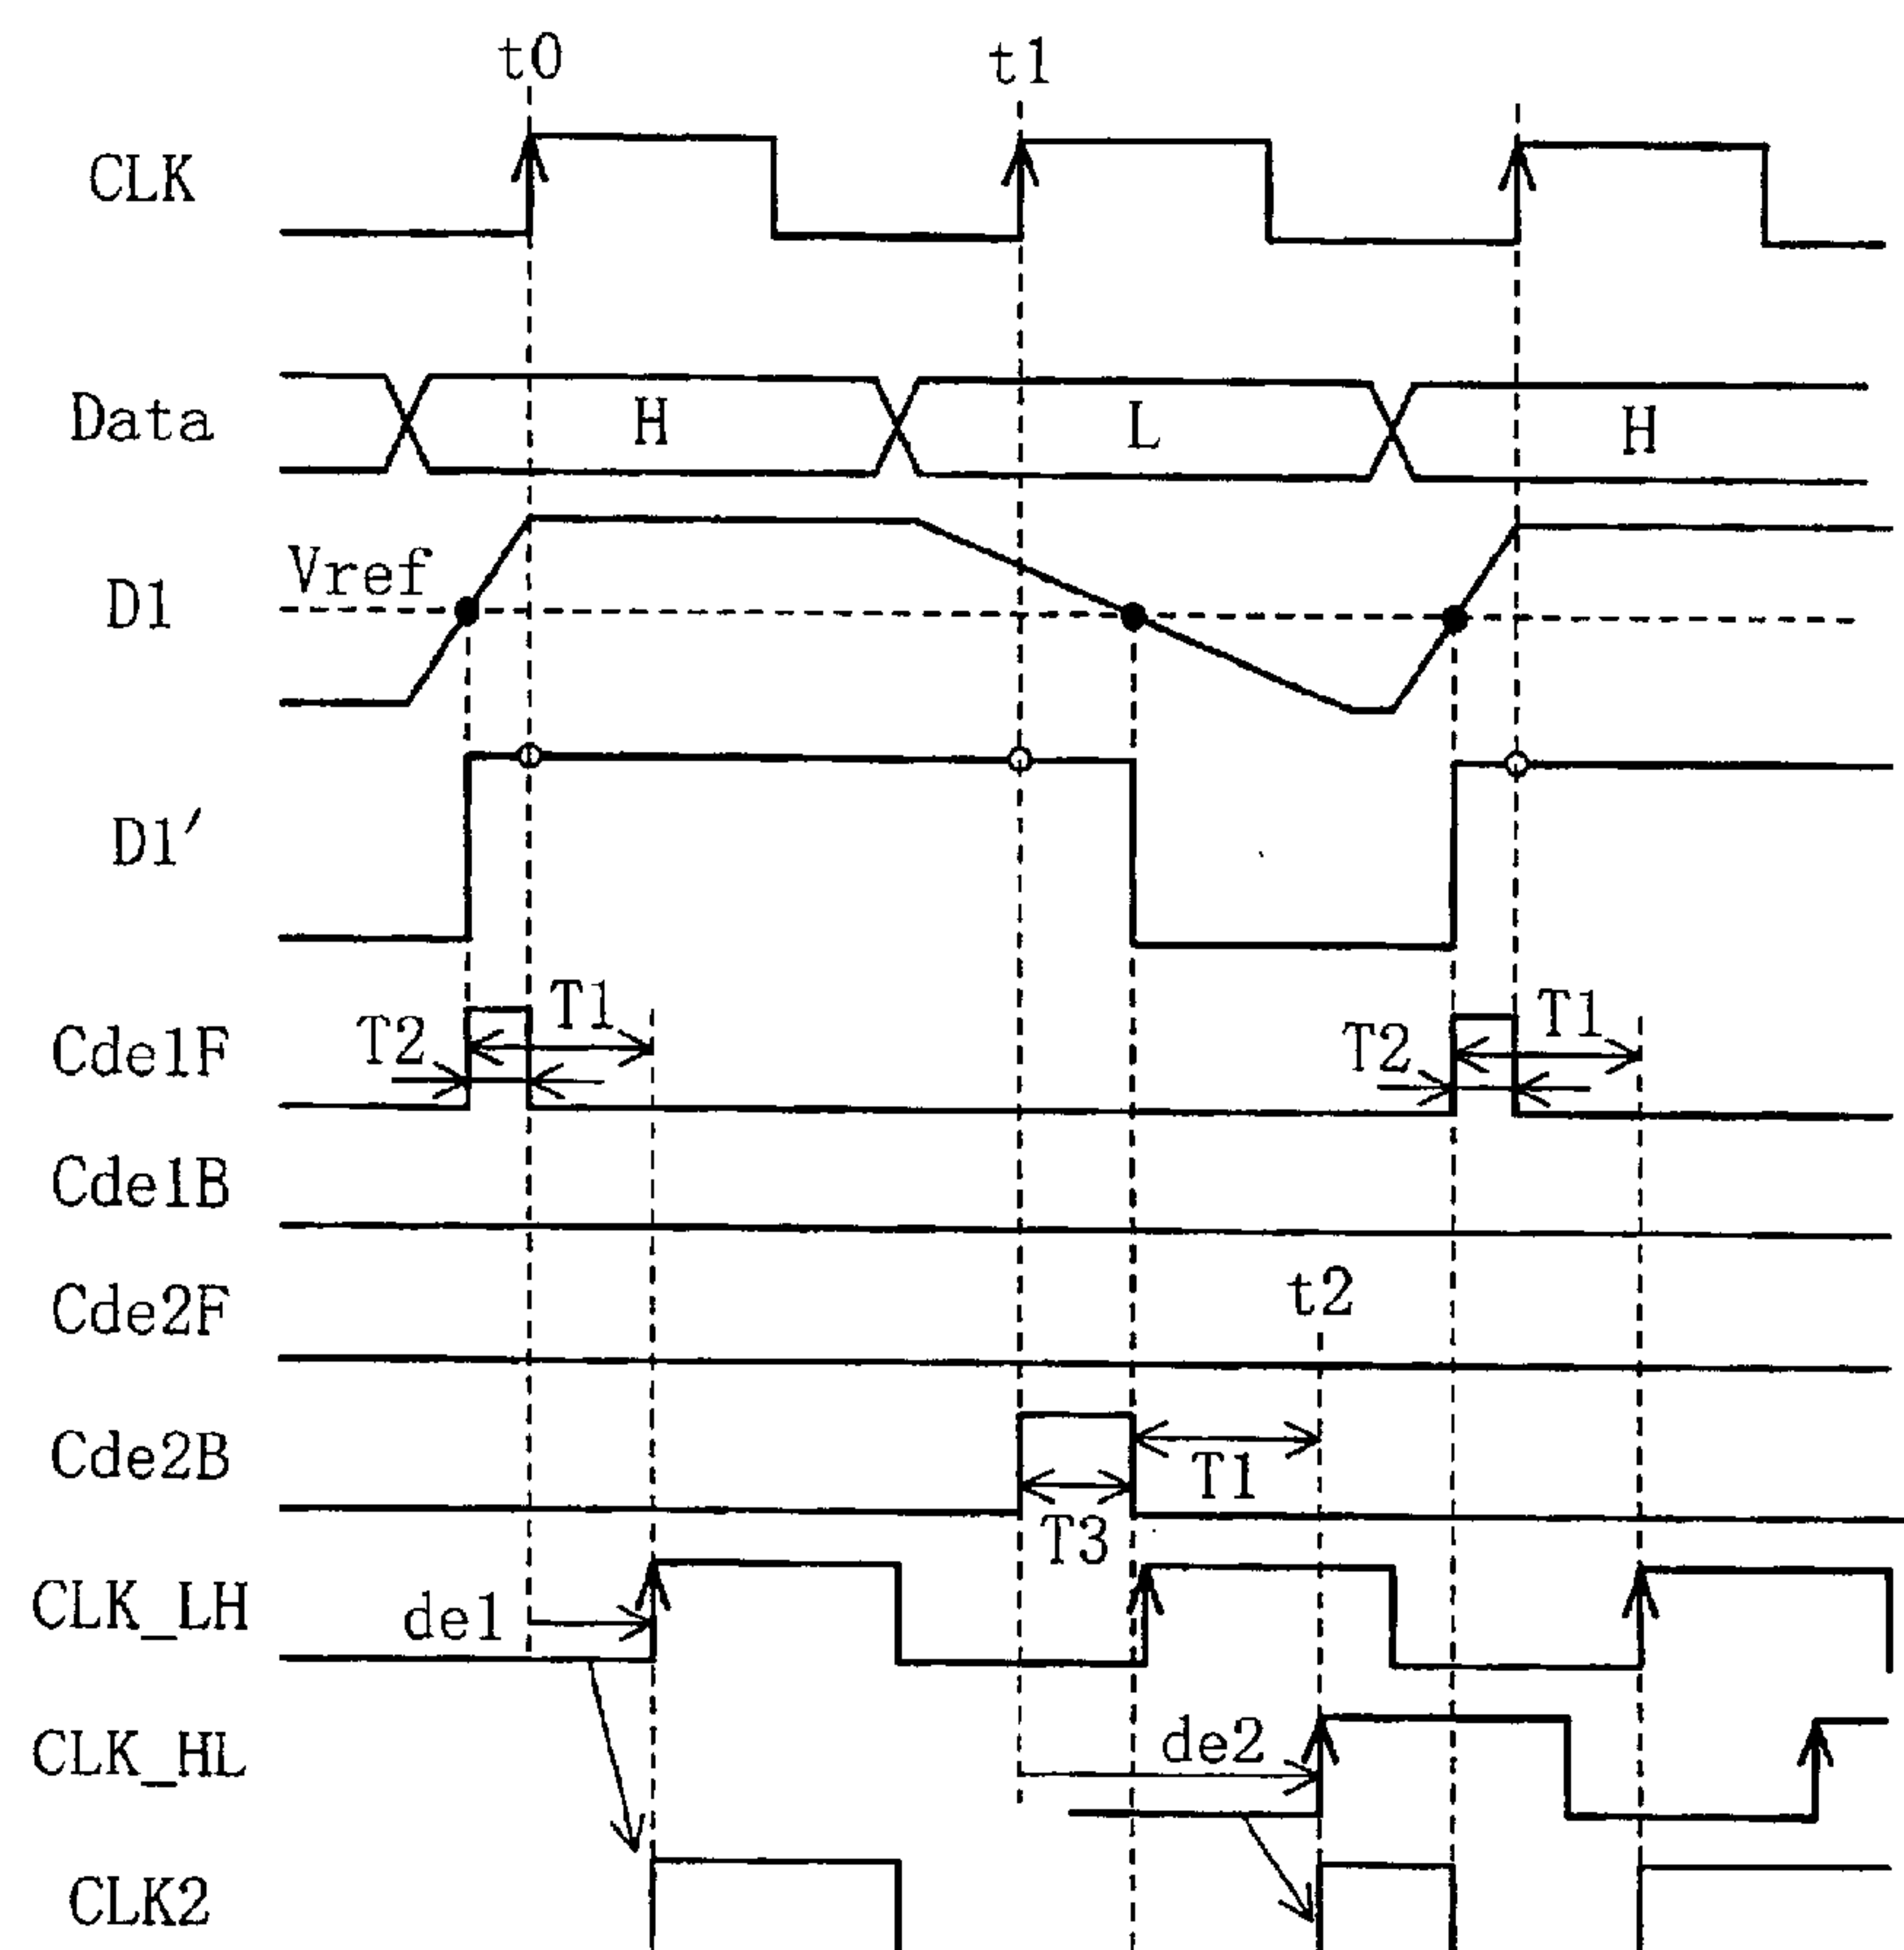 t0 t1
CLK
Data H L H
Vref
D1
D1′
T1 T1
T2 T2
Cde1F
Cde1B
t2
Cde2F
Cde2B T1
T3
CLK_LH de1
CLK_HL de2
CLK2